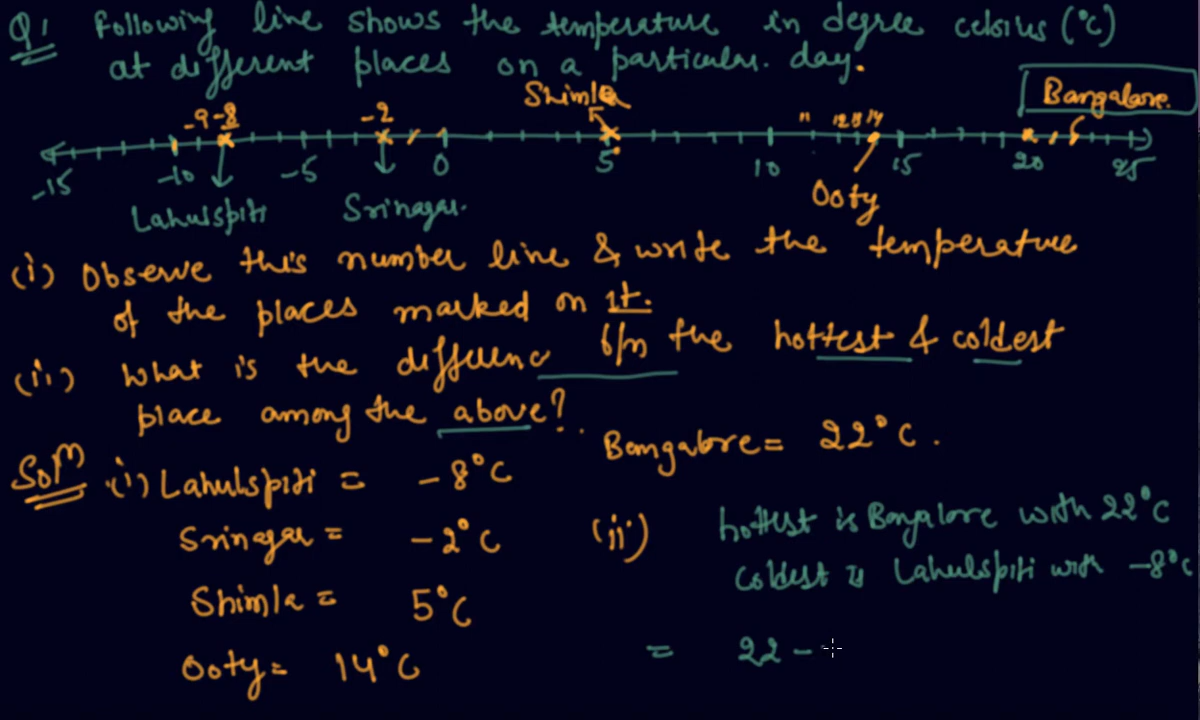 Q1 Following line shows the temperature in degree celsius (°C)
at different places on a particular day.
Shimla Bangalore.
-9 -8 -2 11 12 13 14
-15 -10 -5 0 5 10 15 20 25
Lahulspiti Srinagar. Ooty
(i) Observe this number line & write the temperature
of the places marked on it.
(ii) What is the difference b/n the hottest & coldest
place among the above?
Soln (i) Lahulspiti = -8°C Bangalore = 22°C.
Srinagar = -2°C (ii) hottest is Bangalore with 22°C
Shimla = 5°C coldest is Lahulspiti with -8°C
Ooty = 14°C = 22 -